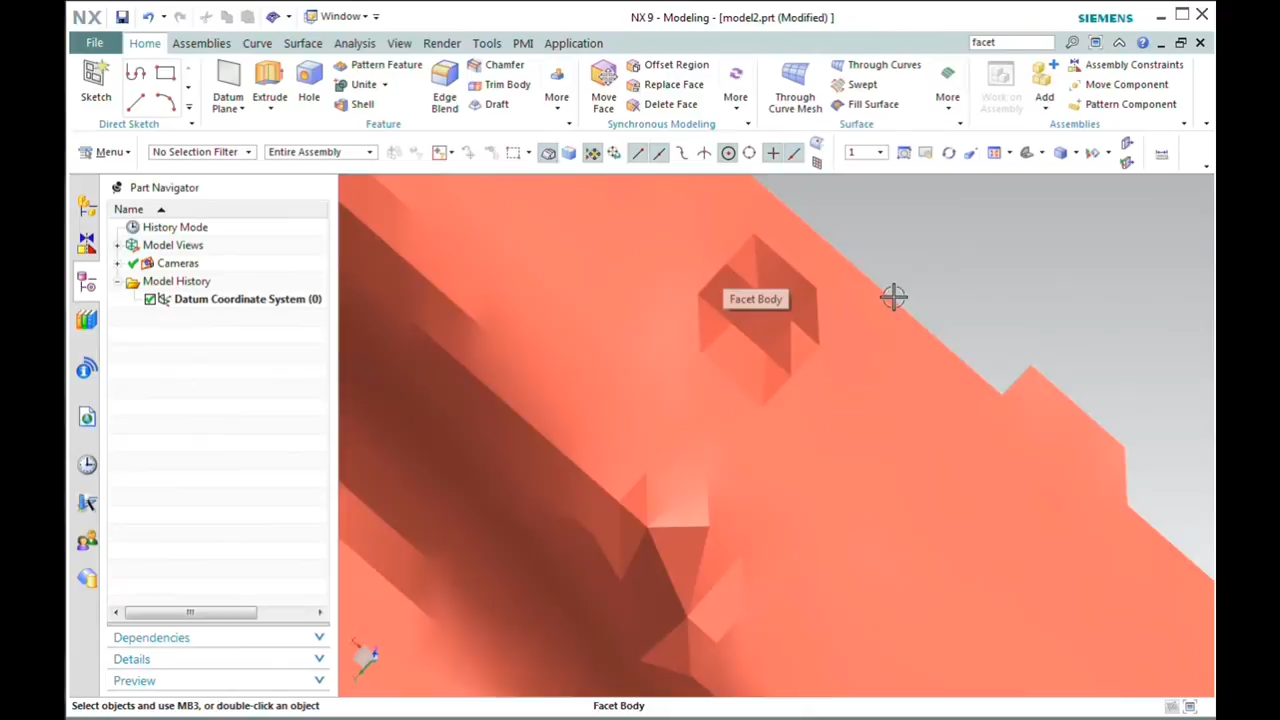 NX
Window
NX 9 - Modeling - [model2.prt (Modified) ]
SIEMENS
File Home Assemblies Curve Surface Analysis View Render Tools PMI Application
facet
Sketch
Direct Sketch
Datum Plane
Extrude
Hole
Pattern Feature
Unite
Shell
Edge Blend
Chamfer
Trim Body
Draft
More
Feature
Move Face
Offset Region
Replace Face
Delete Face
More
Synchronous Modeling
Through Curve Mesh
Through Curves
Swept
Fill Surface
More
Surface
Work on Assembly
Add
Assembly Constraints
Move Component
Pattern Component
Assemblies
Menu
No Selection Filter
Entire Assembly
1
Part Navigator
Name
History Mode
Model Views
Cameras
Model History
Datum Coordinate System (0)
Facet Body
Dependencies
Details
Preview
Select objects and use MB3, or double-click an object
Facet Body